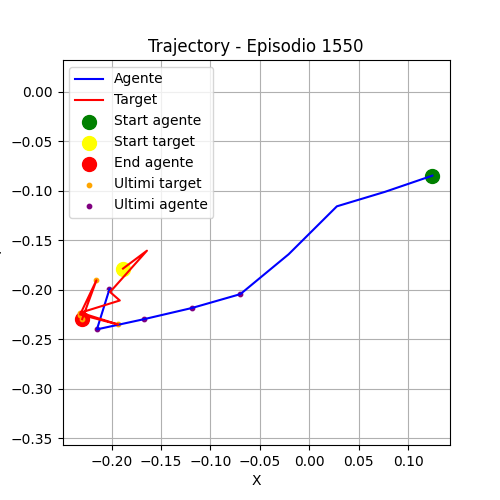 Trajectory - Episodio 1550
Agente
Target
Start agente
Start target
End agente
Ultimi target
Ultimi agente
0.00
−0.05
−0.10
−0.15
−0.20
−0.25
−0.30
−0.35
−0.20 −0.15 −0.10 −0.05 0.00 0.05 0.10
X